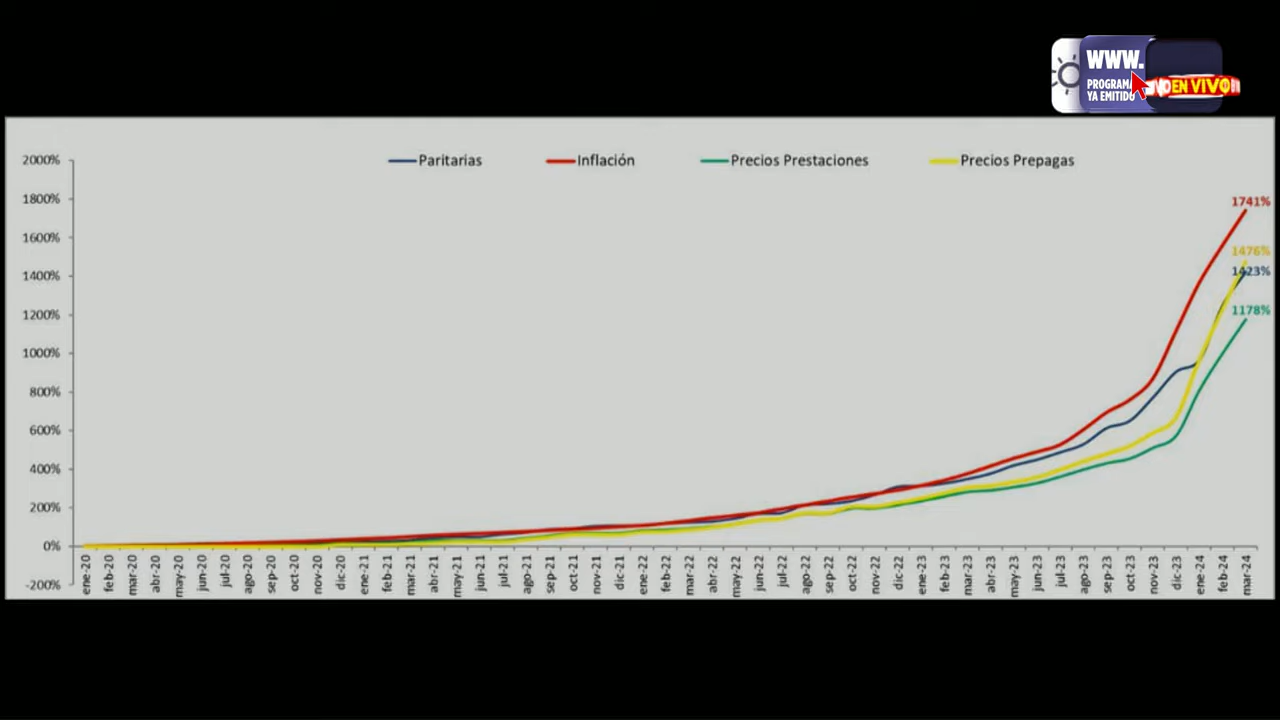 WWW.
PROGRAMA
YA EMITIDO
EN VIVO
Paritarias
Inflación
Precios Prestaciones
Precios Prepagas
2000%
1800%
1600%
1400%
1200%
1000%
800%
600%
400%
200%
0%
-200%
1741%
1476%
1423%
1178%
ene-20
feb-20
mar-20
abr-20
may-20
jun-20
jul-20
ago-20
sep-20
oct-20
nov-20
dic-20
ene-21
feb-21
mar-21
abr-21
may-21
jun-21
jul-21
ago-21
sep-21
oct-21
nov-21
dic-21
ene-22
feb-22
mar-22
abr-22
may-22
jun-22
jul-22
ago-22
sep-22
oct-22
nov-22
dic-22
ene-23
feb-23
mar-23
abr-23
may-23
jun-23
jul-23
ago-23
sep-23
oct-23
nov-23
dic-23
ene-24
feb-24
mar-24